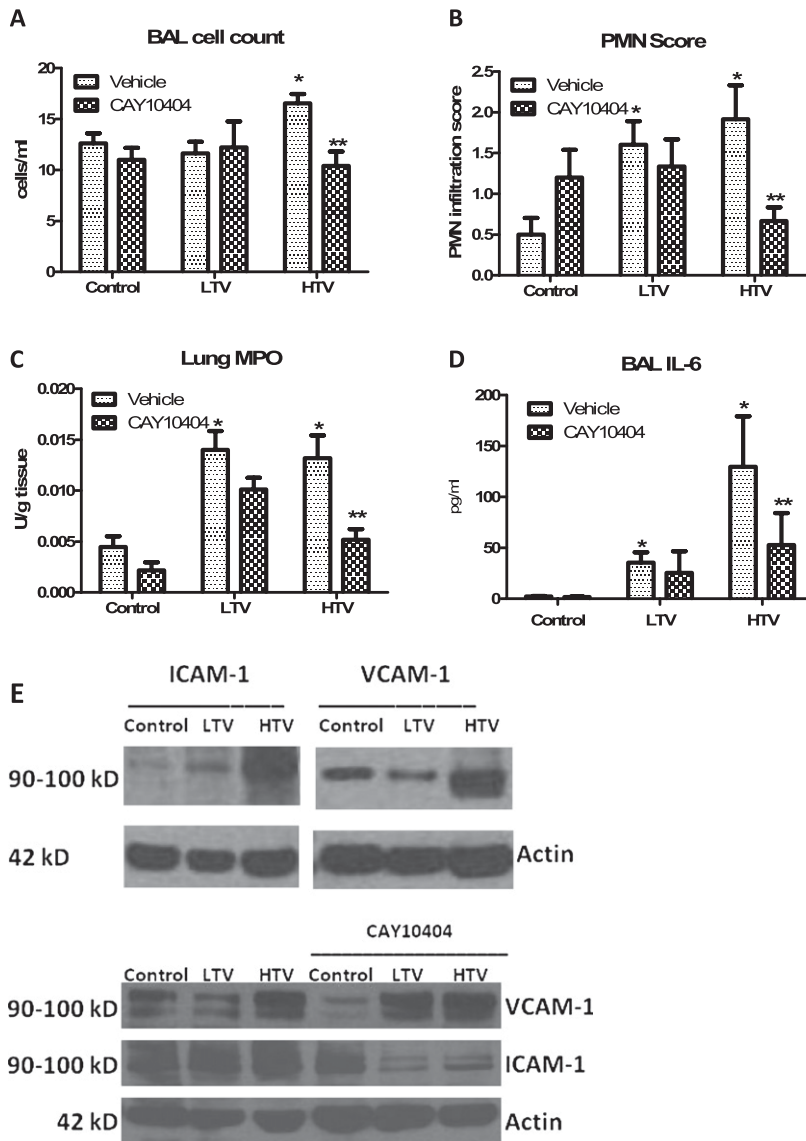 A
BAL cell count
Vehicle
CAY10404
*
**
cells/ml
20
15
10
5
0
Control LTV HTV
B
PMN Score
Vehicle
CAY10404
*
*
**
PMN infiltration score
2.5
2.0
1.5
1.0
0.5
0.0
Control LTV HTV
C
Lung MPO
Vehicle
CAY10404
*
*
**
U/g tissue
0.020
0.015
0.010
0.005
0.000
Control LTV HTV
D
BAL IL-6
Vehicle
CAY10404
*
*
**
pg/ml
200
150
100
50
0
Control LTV HTV
E
ICAM-1 VCAM-1
Control LTV HTV Control LTV HTV
90-100 kD
42 kD Actin
CAY10404
Control LTV HTV Control LTV HTV
90-100 kD VCAM-1
90-100 kD ICAM-1
42 kD Actin